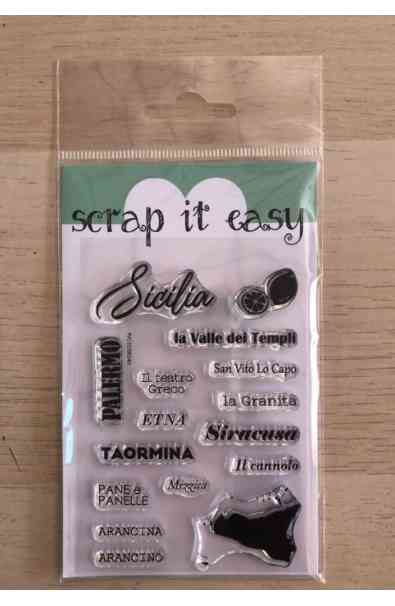 scrap it easy
Sicilia
la Valle dei Templi
PALERMO
San Vito Lo Capo
Il teatro
Greco
la Granita
ETNA
Siracusa
TAORMINA
Il cannolo
PANE e
PANELLE
ARANCINA
ARANCINO